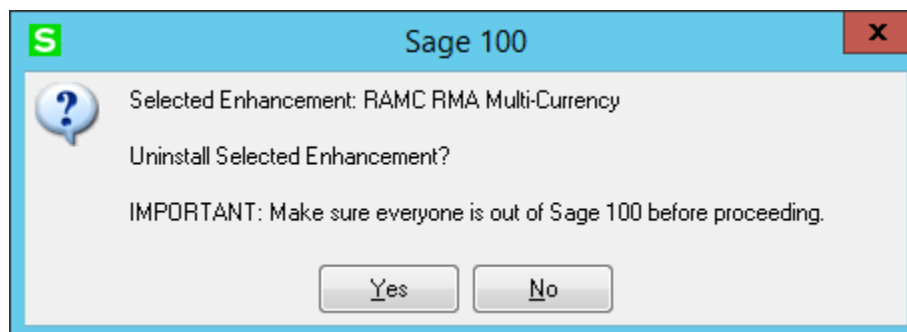 S
Sage 100
x
Selected Enhancement: RAMC RMA Multi-Currency
Uninstall Selected Enhancement?
IMPORTANT: Make sure everyone is out of Sage 100 before proceeding.
Yes
No